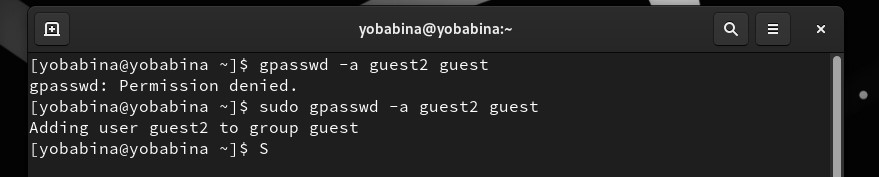 yobabina@yobabina:~
[yobabina@yobabina ~]$ gpasswd -a guest2 guest
gpasswd: Permission denied.
[yobabina@yobabina ~]$ sudo gpasswd -a guest2 guest
Adding user guest2 to group guest
[yobabina@yobabina ~]$ S